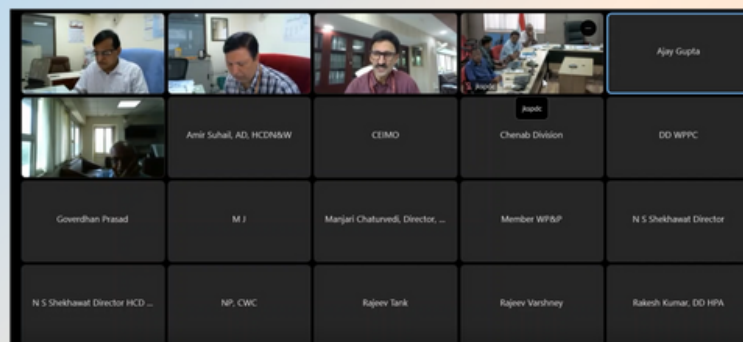 jkspdc
Ajay Gupta
jkspdc
Amir Suhail, AD, HCDN&W
CEIMO
Chenab Division
DD WPPC
Goverdhan Prasad
M J
Manjari Chaturvedi, Director, ...
Member WP&P
N S Shekhawat Director
N S Shekhawat Director HCD ...
NP, CWC
Rajeev Tank
Rajeev Varshney
Rakesh Kumar, DD HPA